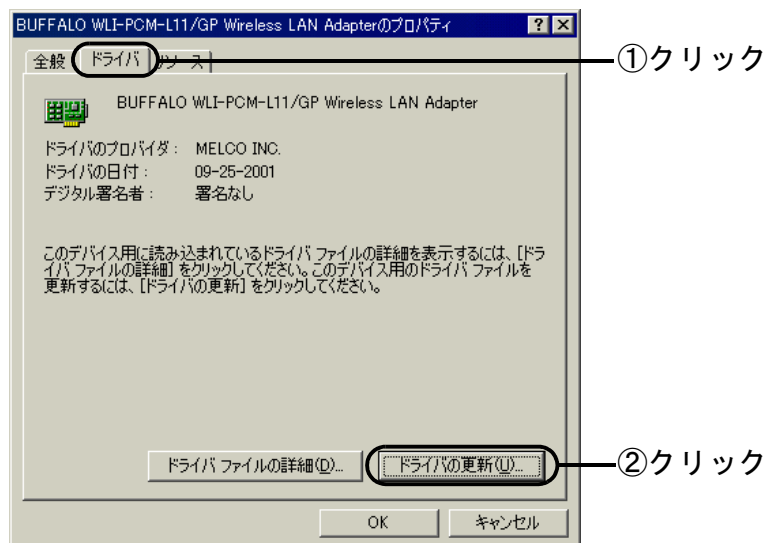 BUFFALO WLI-PCM-L11/GP Wireless LAN Adapterのプロパティ
全般 ドライバ リソース
①クリック
BUFFALO WLI-PCM-L11/GP Wireless LAN Adapter
ドライバのプロバイダ： MELCO INC.
ドライバの日付： 09-25-2001
デジタル署名者： 署名なし
このデバイス用に読み込まれているドライバ ファイルの詳細を表示するには、[ドラ
イバ ファイルの詳細] をクリックしてください。このデバイス用のドライバ ファイルを
更新するには、[ドライバの更新] をクリックしてください。
ドライバ ファイルの詳細(D)... ドライバの更新(U)...
②クリック
OK キャンセル